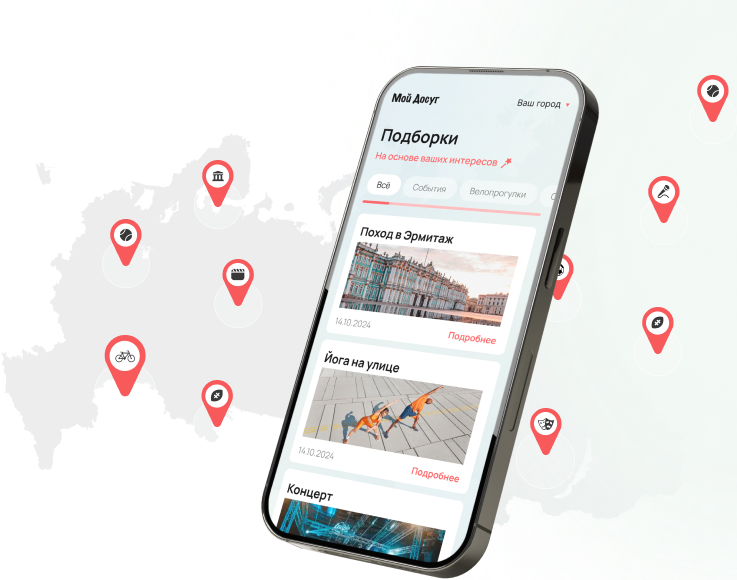 Мой Досуг
Ваш город
Подборки
На основе ваших интересов
Всё
События
Велопрогулки
Поход в Эрмитаж
14.10.2024
Подробнее
Йога на улице
14.10.2024
Подробнее
Концерт